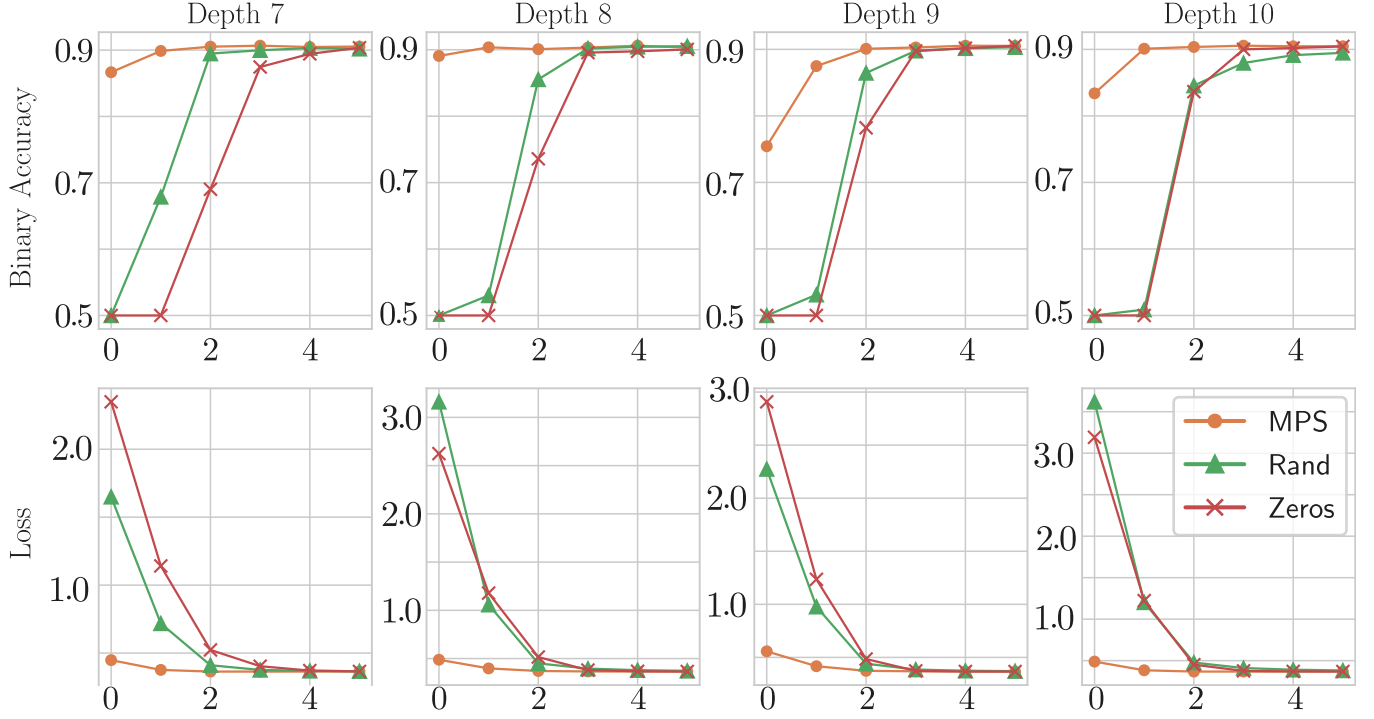 Depth 7 Depth 8 Depth 9 Depth 10
Binary Accuracy
0.9 0.9 0.9 0.9
0.7 0.7 0.7 0.7
0.5 0.5 0.5 0.5
0 2 4 0 2 4 0 2 4 0 2 4
Loss
2.0 1.0
3.0 2.0 1.0
3.0 2.0 1.0
3.0 2.0 1.0
MPS
Rand
Zeros
0 2 4 0 2 4 0 2 4 0 2 4